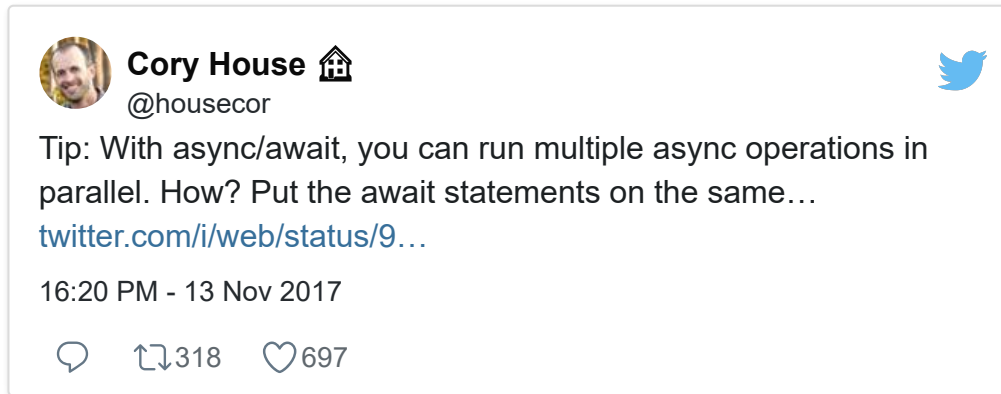 Cory House
@housecor
Tip: With async/await, you can run multiple async operations in
parallel. How? Put the await statements on the same…
twitter.com/i/web/status/9…
16:20 PM - 13 Nov 2017
318 697